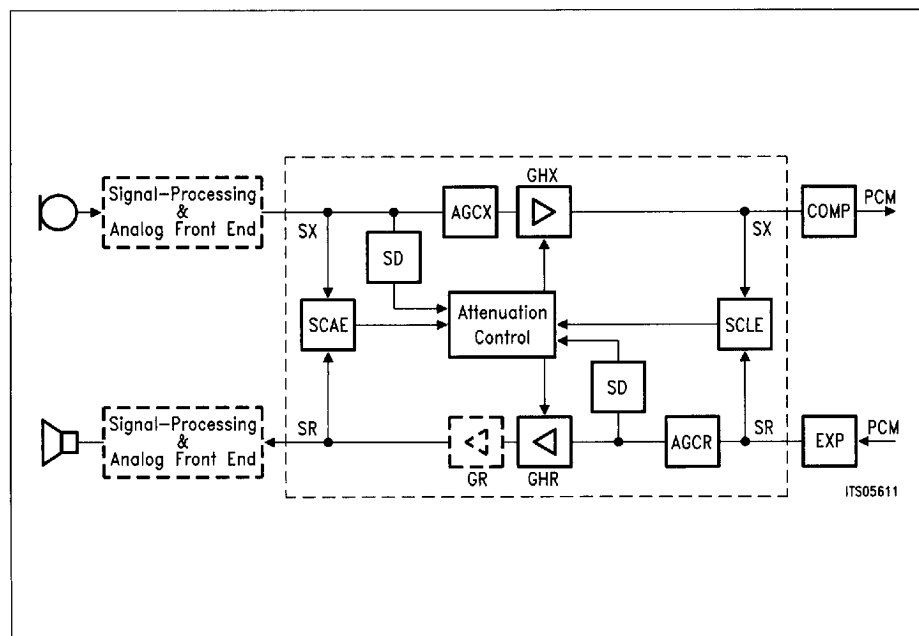 GHX
Signal-Processing
&
Analog Front End
AGCX
COMP
PCM
SX
SX
SD
SCAE
Attenuation
Control
SCLE
SD
Signal-Processing
&
Analog Front End
SR
GR
GHR
AGCR
SR
EXP
PCM
ITS05611